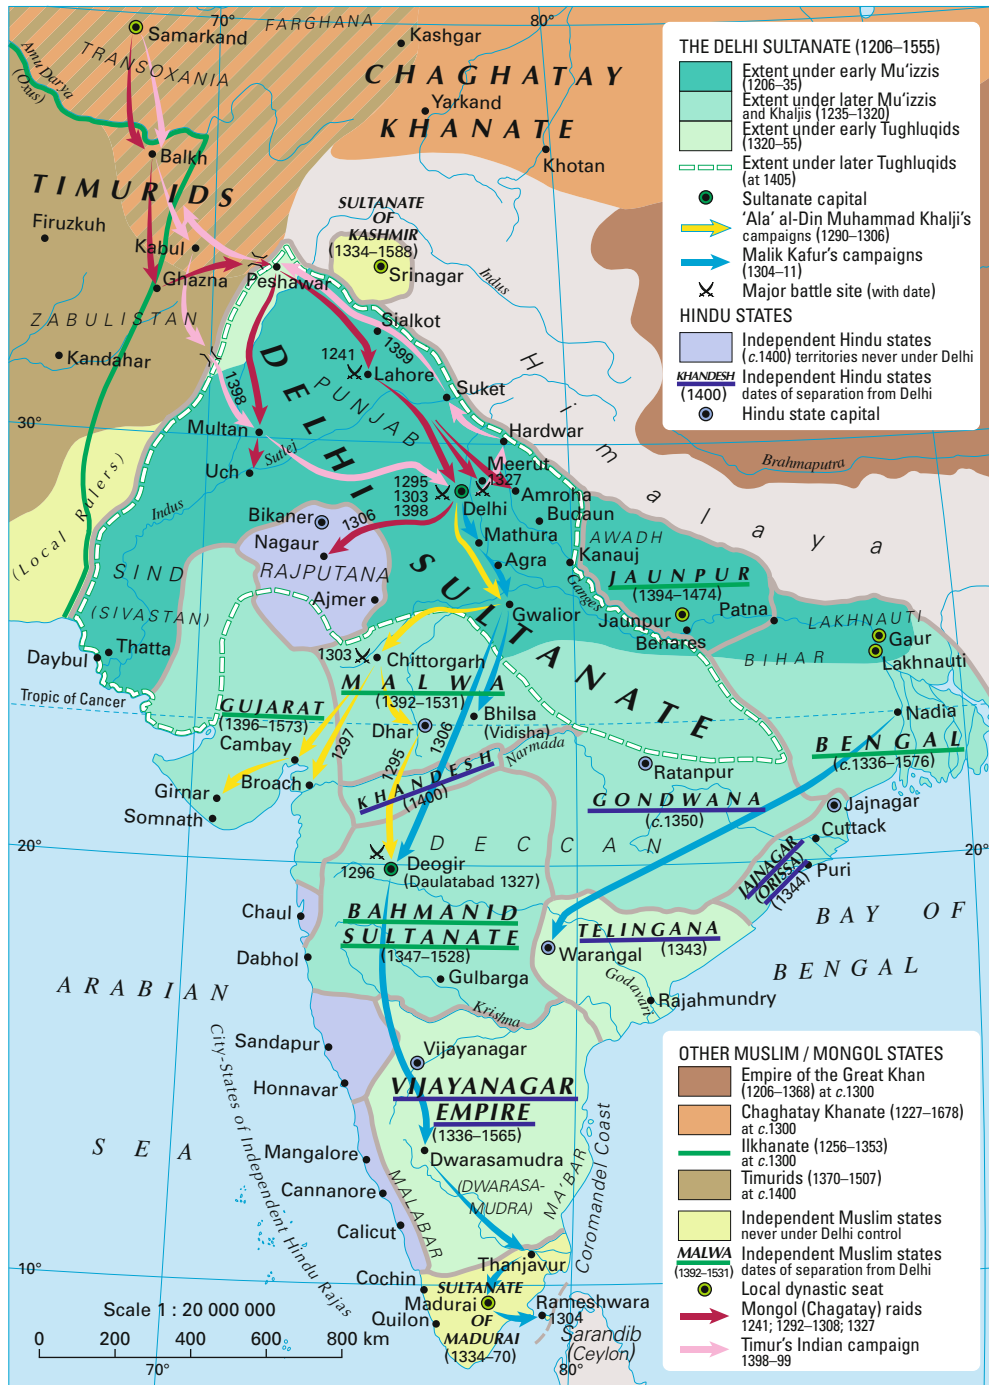 70°
80°
Samarkand
FARGHANA
Kashgar
TRANSOXANIA
Amu Darya
(Oxus)
CHAGHATAY
KHANATE
Yarkand
Khotan
Balkh
TIMURIDS
Firuzkuh
Kabul
Ghazna
Peshawar
SULTANATE
OF
KASHMIR
(1334–1588)
Srinagar
Indus
ZABULISTAN
Kandahar
Sialkot
1399
1241
Lahore
PUNJAB
Suket
Himalaya
1398
DELHI
SULTANATE
30°
Multan
Hardwar
Uch
Sutlej
Meerut
1327
1295
1303
1398
Delhi
Amroha
Brahmaputra
(Local Rulers)
Indus
Bikaner
1306
Budaun
Nagaur
Mathura
AWADH
SIND
RAJPUTANA
Agra
Kanauj
(SIVASTAN)
Ajmer
Ganges
JAUNPUR
(1394–1474)
Gwalior
Jaunpur
Patna
Benares
LAKHNAUTI
Gaur
BIHAR
Lakhnauti
Thatta
Daybul
1303
Chittorgarh
Tropic of Cancer
MALWA
(1392–1531)
GUJARAT
(1396–1573)
Bhilsa
(Vidisha)
Nadia
Dhar
1306
Cambay
1297
1295
Narmada
BENGAL
(c.1336–1576)
Broach
KHANDESH
(1400)
Ratanpur
Girnar
GONDWANA
(c.1350)
Jajnagar
Somnath
Cuttack
20°
20°
DECCAN
JAJNAGAR
(ORISSA)
(1344)
Puri
1296
Deogir
(Daulatabad 1327)
Chaul
BAHMANID
SULTANATE
(1347–1528)
TELINGANA
(1343)
BAY OF
BENGAL
Warangal
Dabhol
Gulbarga
Godavari
Rajahmundry
ARABIAN
SEA
Krishna
Sandapur
Vijayanagar
City-States of Independent Hindu Rajas
Honnavar
VIJAYANAGAR
EMPIRE
(1336–1565)
Mangalore
Dwarasamudra
(DWARASA-
MUDRA)
MA'BAR
Coromandel Coast
Cannanore
MALABAR
Calicut
Thanjavur
10°
Cochin
SULTANATE
OF
MADURAI
(1334–70)
Madurai
Rameshwara
1304
Quilon
Sarandib
(Ceylon)
Scale 1 : 20 000 000
0 200 400 600 800 km
70°
80°
THE DELHI SULTANATE (1206–1555)
Extent under early Mu‘izzis
(1206–35)
Extent under later Mu‘izzis
and Khaljis (1235–1320)
Extent under early Tughluqids
(1320–55)
Extent under later Tughluqids
(at 1405)
Sultanate capital
‘Ala’ al-Din Muhammad Khalji’s
campaigns (1290–1306)
Malik Kafur’s campaigns
(1304–11)
Major battle site (with date)
HINDU STATES
Independent Hindu states
(c.1400) territories never under Delhi
KHANDESH
(1400)
Independent Hindu states
dates of separation from Delhi
Hindu state capital
OTHER MUSLIM / MONGOL STATES
Empire of the Great Khan
(1206–1368) at c.1300
Chaghatay Khanate (1227–1678)
at c.1300
Ilkhanate (1256–1353)
at c.1300
Timurids (1370–1507)
at c.1400
Independent Muslim states
never under Delhi control
MALWA
(1392–1531)
Independent Muslim states
dates of separation from Delhi
Local dynastic seat
Mongol (Chagatay) raids
1241; 1292–1308; 1327
Timur’s Indian campaign
1398–99